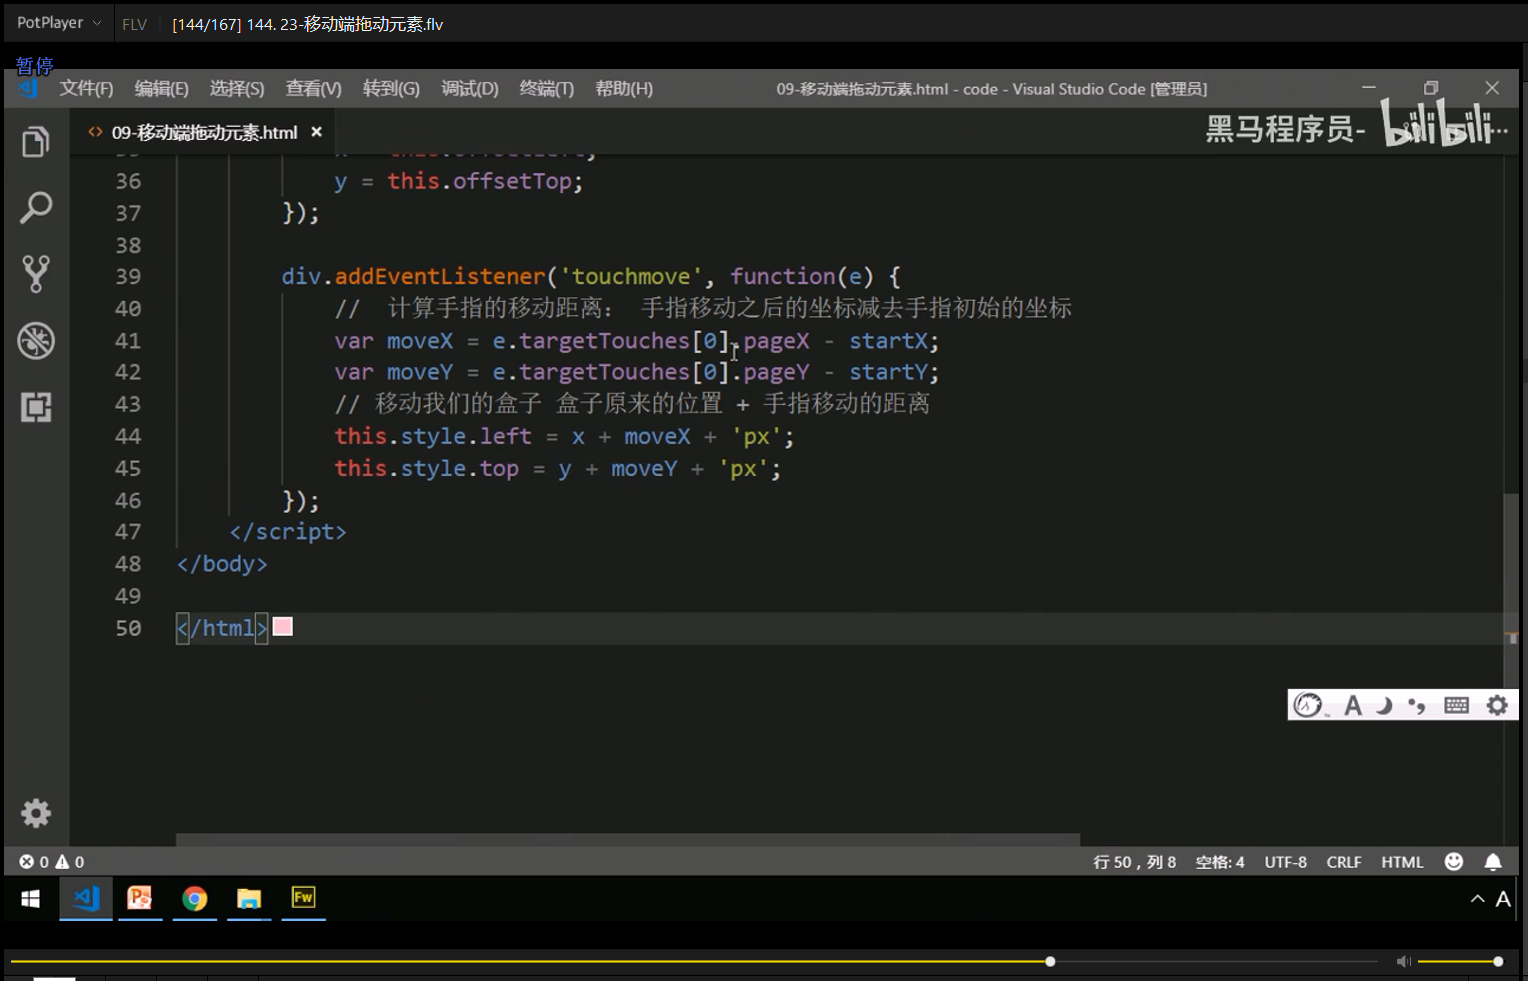 PotPlayer FLV [144/167] 144. 23-移动端拖动元素.flv
暂停
文件(F) 编辑(E) 选择(S) 查看(V) 转到(G) 调试(D) 终端(T) 帮助(H) 09-移动端拖动元素.html - code - Visual Studio Code [管理员]
09-移动端拖动元素.html ×
黑马程序员- bilibili
36 y = this.offsetTop;
37 });
38
39 div.addEventListener('touchmove', function(e) {
40 // 计算手指的移动距离： 手指移动之后的坐标减去手指初始的坐标
41 var moveX = e.targetTouches[0].pageX - startX;
42 var moveY = e.targetTouches[0].pageY - startY;
43 // 移动我们的盒子 盒子原来的位置 + 手指移动的距离
44 this.style.left = x + moveX + 'px';
45 this.style.top = y + moveY + 'px';
46 });
47 </script>
48 </body>
49
50 </html>
A
0 0 行 50，列 8 空格: 4 UTF-8 CRLF HTML
Fw A